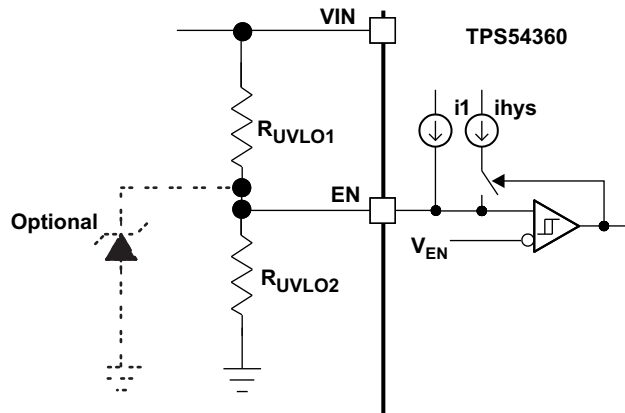 VIN
TPS54360
i1
ihys
RUVLO1
EN
Optional
VEN
RUVLO2